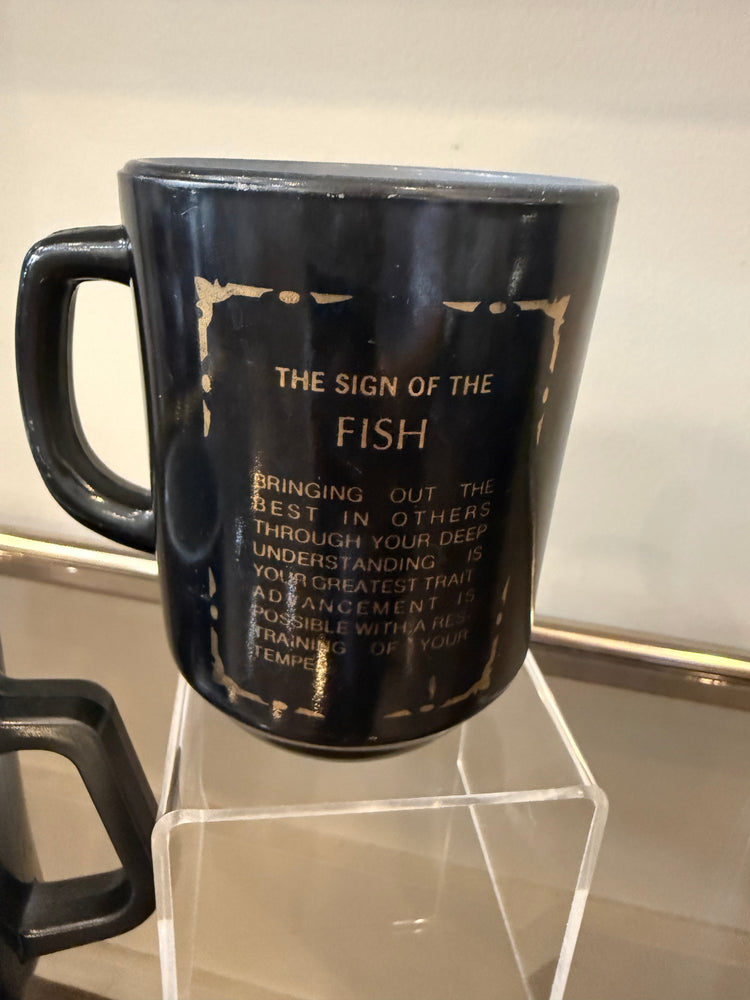 THE SIGN OF THE
FISH
BRINGING OUT THE
BEST IN OTHERS
THROUGH YOUR DEEP
UNDERSTANDING IS
YOUR GREATEST TRAIT
ADVANCEMENT IS
POSSIBLE WITH A RES-
TRAINING OF YOUR
TEMPER